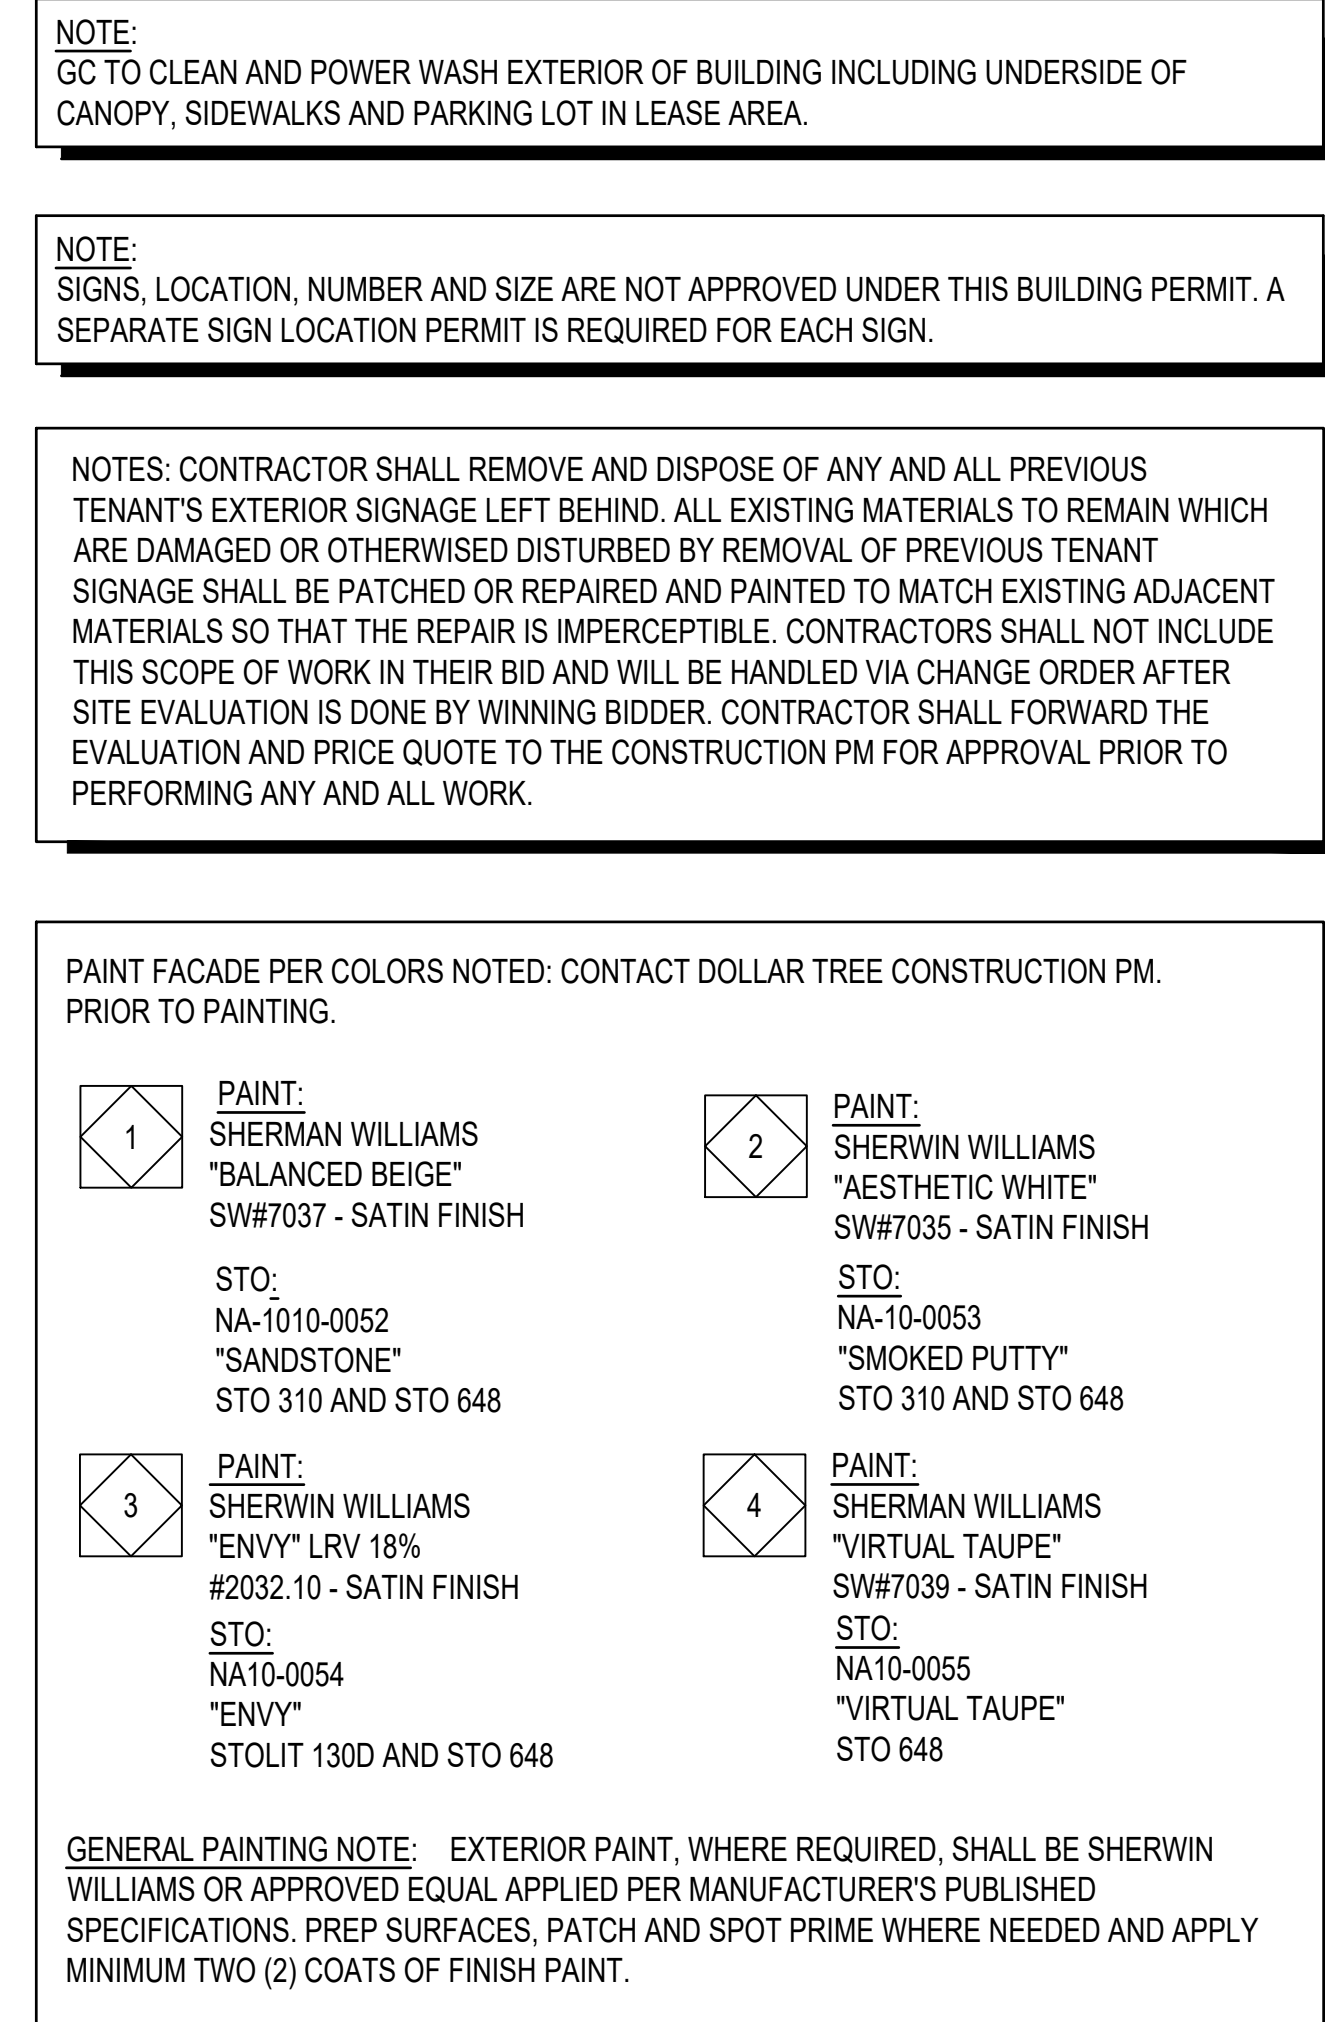 NOTE:
GC TO CLEAN AND POWER WASH EXTERIOR OF BUILDING INCLUDING UNDERSIDE OF
CANOPY, SIDEWALKS AND PARKING LOT IN LEASE AREA.
NOTE:
SIGNS, LOCATION, NUMBER AND SIZE ARE NOT APPROVED UNDER THIS BUILDING PERMIT. A
SEPARATE SIGN LOCATION PERMIT IS REQUIRED FOR EACH SIGN.
NOTES: CONTRACTOR SHALL REMOVE AND DISPOSE OF ANY AND ALL PREVIOUS
TENANT'S EXTERIOR SIGNAGE LEFT BEHIND. ALL EXISTING MATERIALS TO REMAIN WHICH
ARE DAMAGED OR OTHERWISED DISTURBED BY REMOVAL OF PREVIOUS TENANT
SIGNAGE SHALL BE PATCHED OR REPAIRED AND PAINTED TO MATCH EXISTING ADJACENT
MATERIALS SO THAT THE REPAIR IS IMPERCEPTIBLE. CONTRACTORS SHALL NOT INCLUDE
THIS SCOPE OF WORK IN THEIR BID AND WILL BE HANDLED VIA CHANGE ORDER AFTER
SITE EVALUATION IS DONE BY WINNING BIDDER. CONTRACTOR SHALL FORWARD THE
EVALUATION AND PRICE QUOTE TO THE CONSTRUCTION PM FOR APPROVAL PRIOR TO
PERFORMING ANY AND ALL WORK.
PAINT FACADE PER COLORS NOTED: CONTACT DOLLAR TREE CONSTRUCTION PM.
PRIOR TO PAINTING.
1
PAINT:
SHERMAN WILLIAMS
"BALANCED BEIGE"
SW#7037 - SATIN FINISH
STO:
NA-1010-0052
"SANDSTONE"
STO 310 AND STO 648
2
PAINT:
SHERWIN WILLIAMS
"AESTHETIC WHITE"
SW#7035 - SATIN FINISH
STO:
NA-10-0053
"SMOKED PUTTY"
STO 310 AND STO 648
3
PAINT:
SHERWIN WILLIAMS
"ENVY" LRV 18%
#2032.10 - SATIN FINISH
STO:
NA10-0054
"ENVY"
STOLIT 130D AND STO 648
4
PAINT:
SHERMAN WILLIAMS
"VIRTUAL TAUPE"
SW#7039 - SATIN FINISH
STO:
NA10-0055
"VIRTUAL TAUPE"
STO 648
GENERAL PAINTING NOTE: EXTERIOR PAINT, WHERE REQUIRED, SHALL BE SHERWIN
WILLIAMS OR APPROVED EQUAL APPLIED PER MANUFACTURER'S PUBLISHED
SPECIFICATIONS. PREP SURFACES, PATCH AND SPOT PRIME WHERE NEEDED AND APPLY
MINIMUM TWO (2) COATS OF FINISH PAINT.